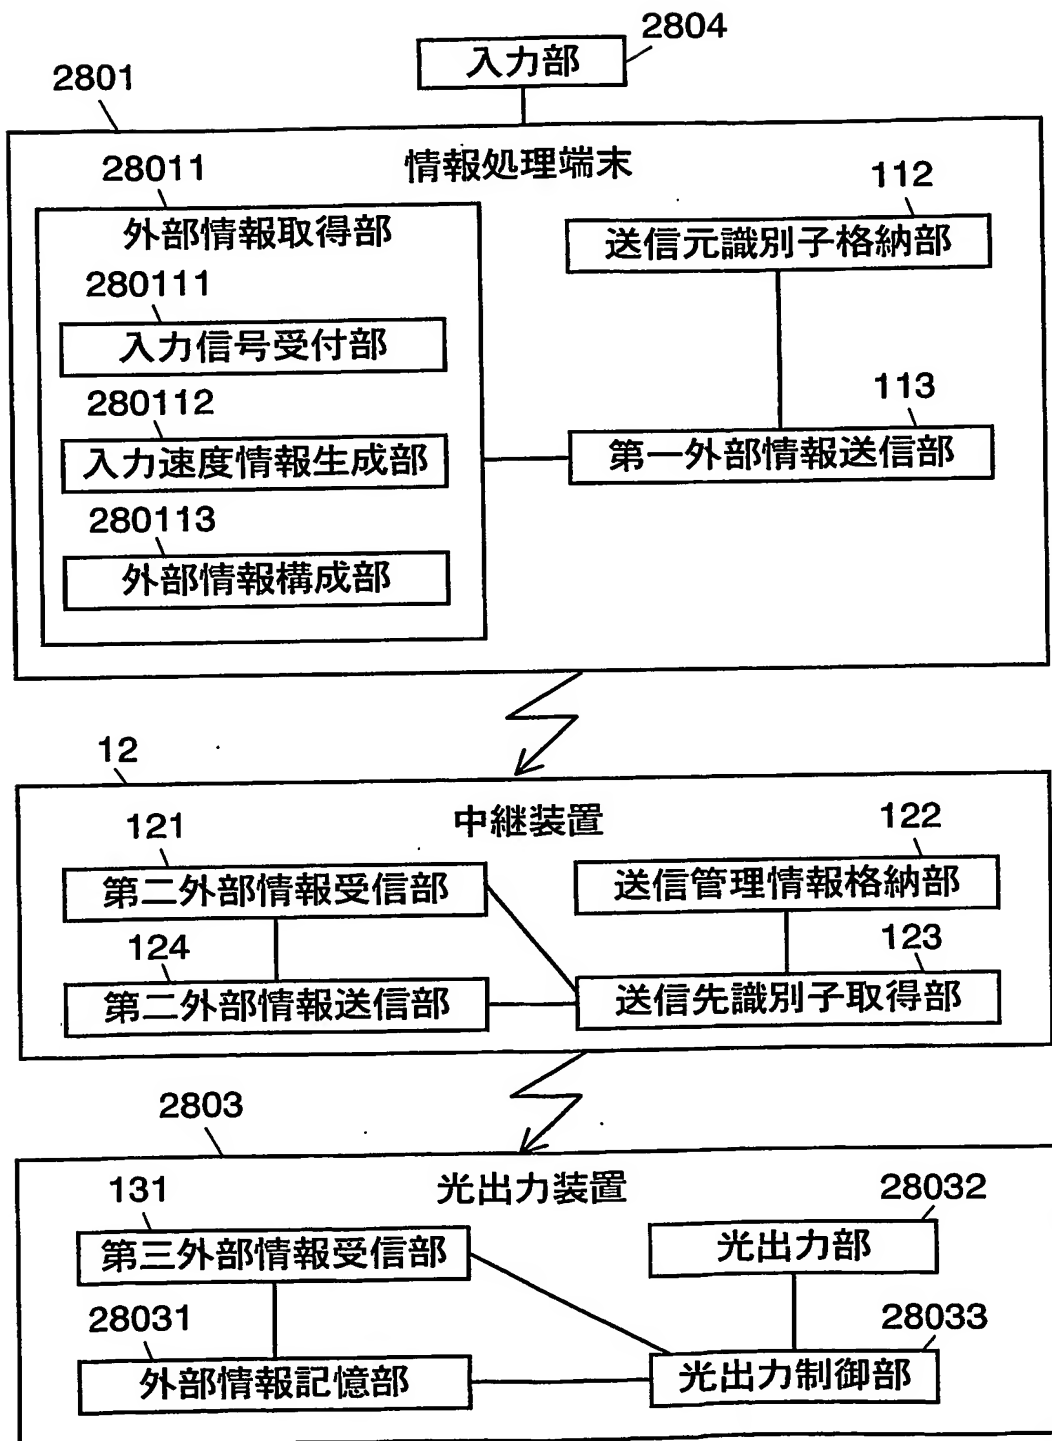 2804
入力部
2801
情報処理端末
28011
外部情報取得部
280111
入力信号受付部
280112
入力速度情報生成部
280113
外部情報構成部
112
送信元識別子格納部
113
第一外部情報送信部
12
中継装置
121
第二外部情報受信部
122
送信管理情報格納部
124
第二外部情報送信部
123
送信先識別子取得部
2803
光出力装置
131
第三外部情報受信部
28032
光出力部
28031
外部情報記憶部
28033
光出力制御部